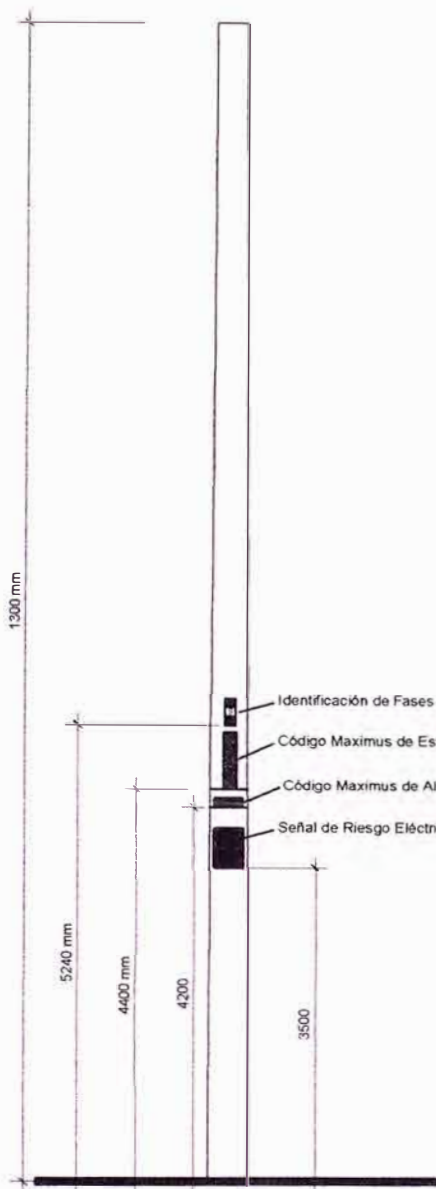 1300 mm
Identificación de Fases
Código Maximus de Es
Código Maximus de Al
Señal de Riesgo Eléctr
5240 mm
4400 mm
4200
3500